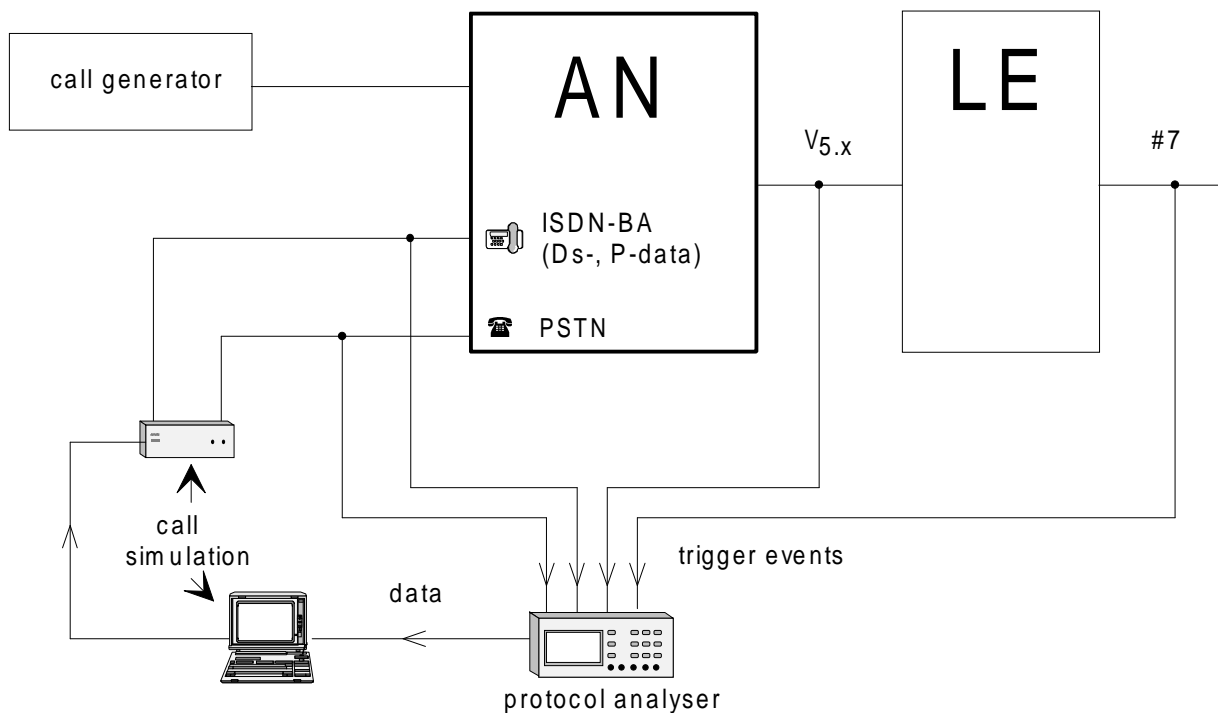 call generator
AN
LE
V5.x
#7
ISDN-BA
(Ds-, P-data)
PSTN
call
simulation
trigger events
data
protocol analyser